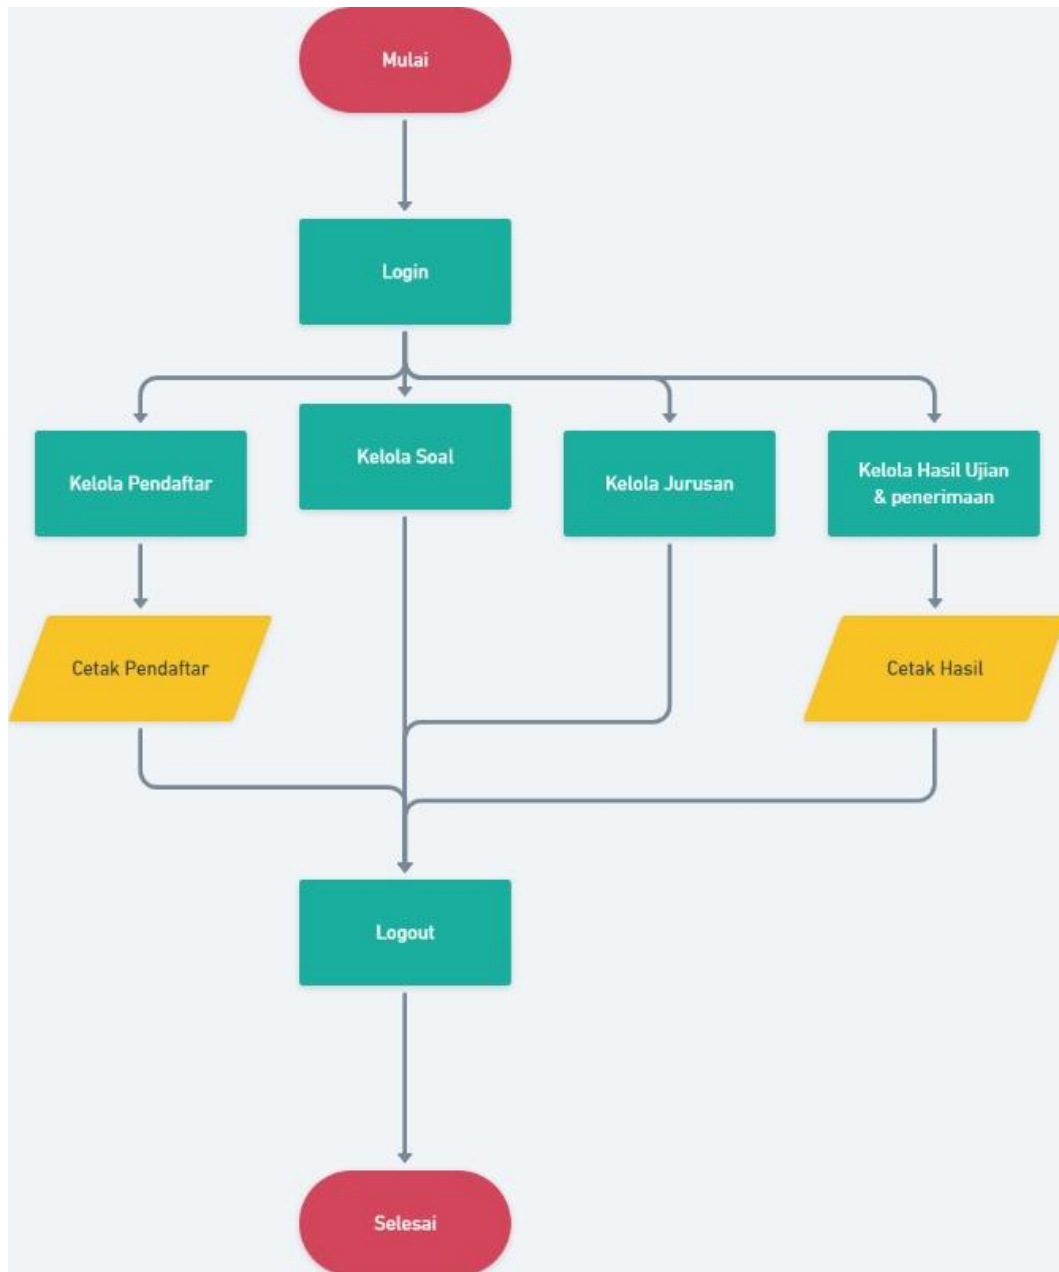 Mulai
Login
Kelola Pendaftar
Kelola Soal
Kelola Jurusan
Kelola Hasil Ujian
& penerimaan
Cetak Pendaftar
Cetak Hasil
Logout
Selesai